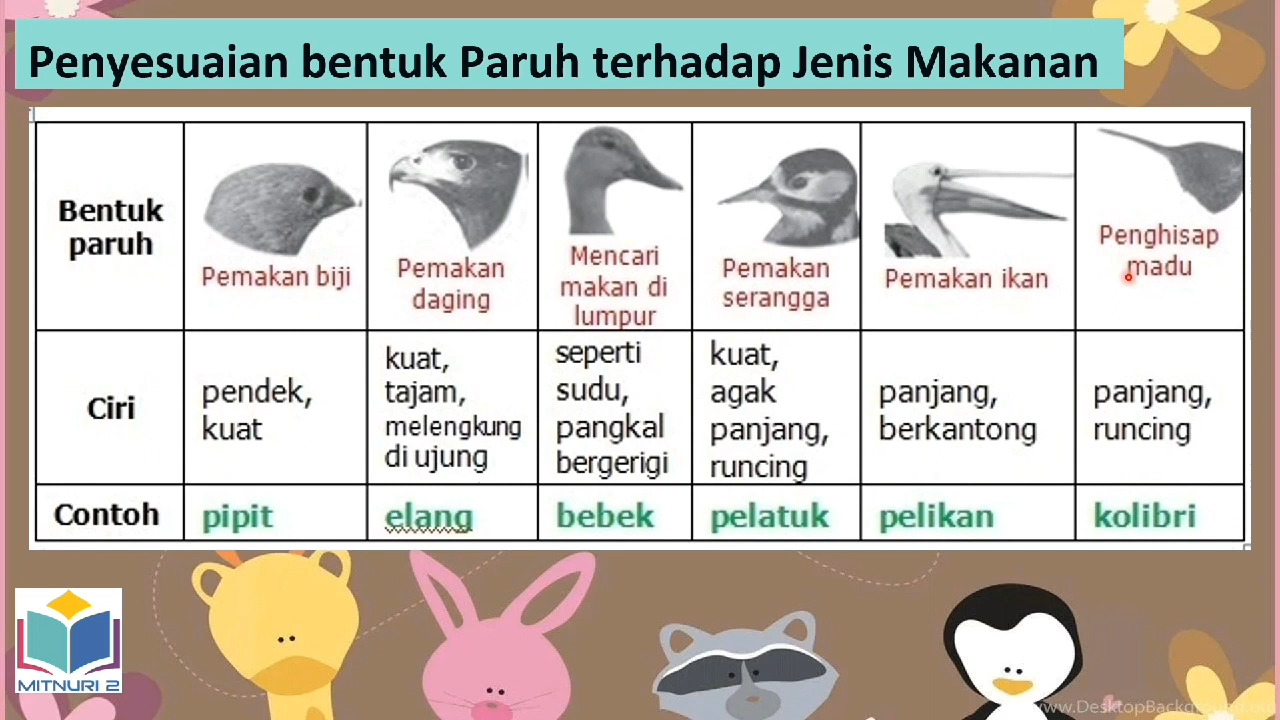 Penyesuaian bentuk Paruh terhadap Jenis Makanan
Bentuk
paruh
Pemakan biji
Pemakan
daging
Mencari
makan di
lumpur
Pemakan
serangga
Pemakan ikan
Penghisap
madu
Ciri
pendek,
kuat
kuat,
tajam,
melengkung
di ujung
seperti
sudu,
pangkal
bergerigi
kuat,
agak
panjang,
runcing
panjang,
berkantong
panjang,
runcing
Contoh
pipit
elang
bebek
pelatuk
pelikan
kolibri
MITNURI 2